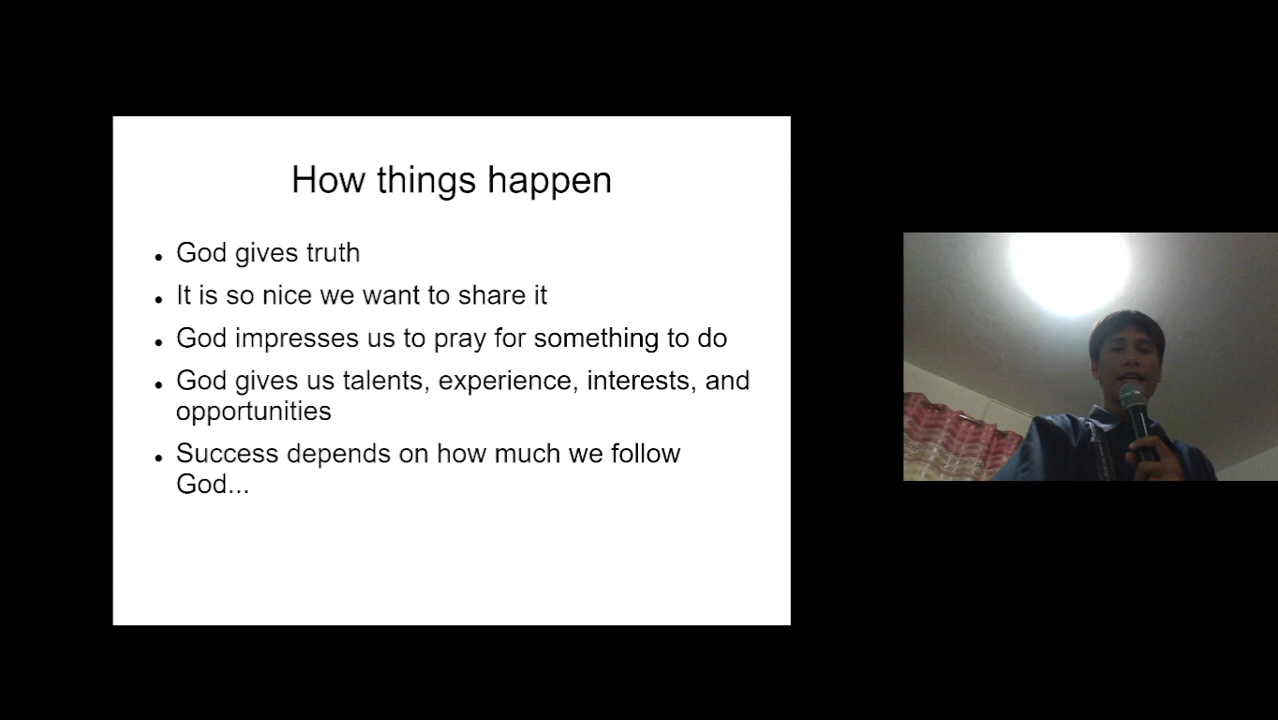 How things happen
God gives truth
It is so nice we want to share it
God impresses us to pray for something to do
God gives us talents, experience, interests, and
opportunities
Success depends on how much we follow
God...